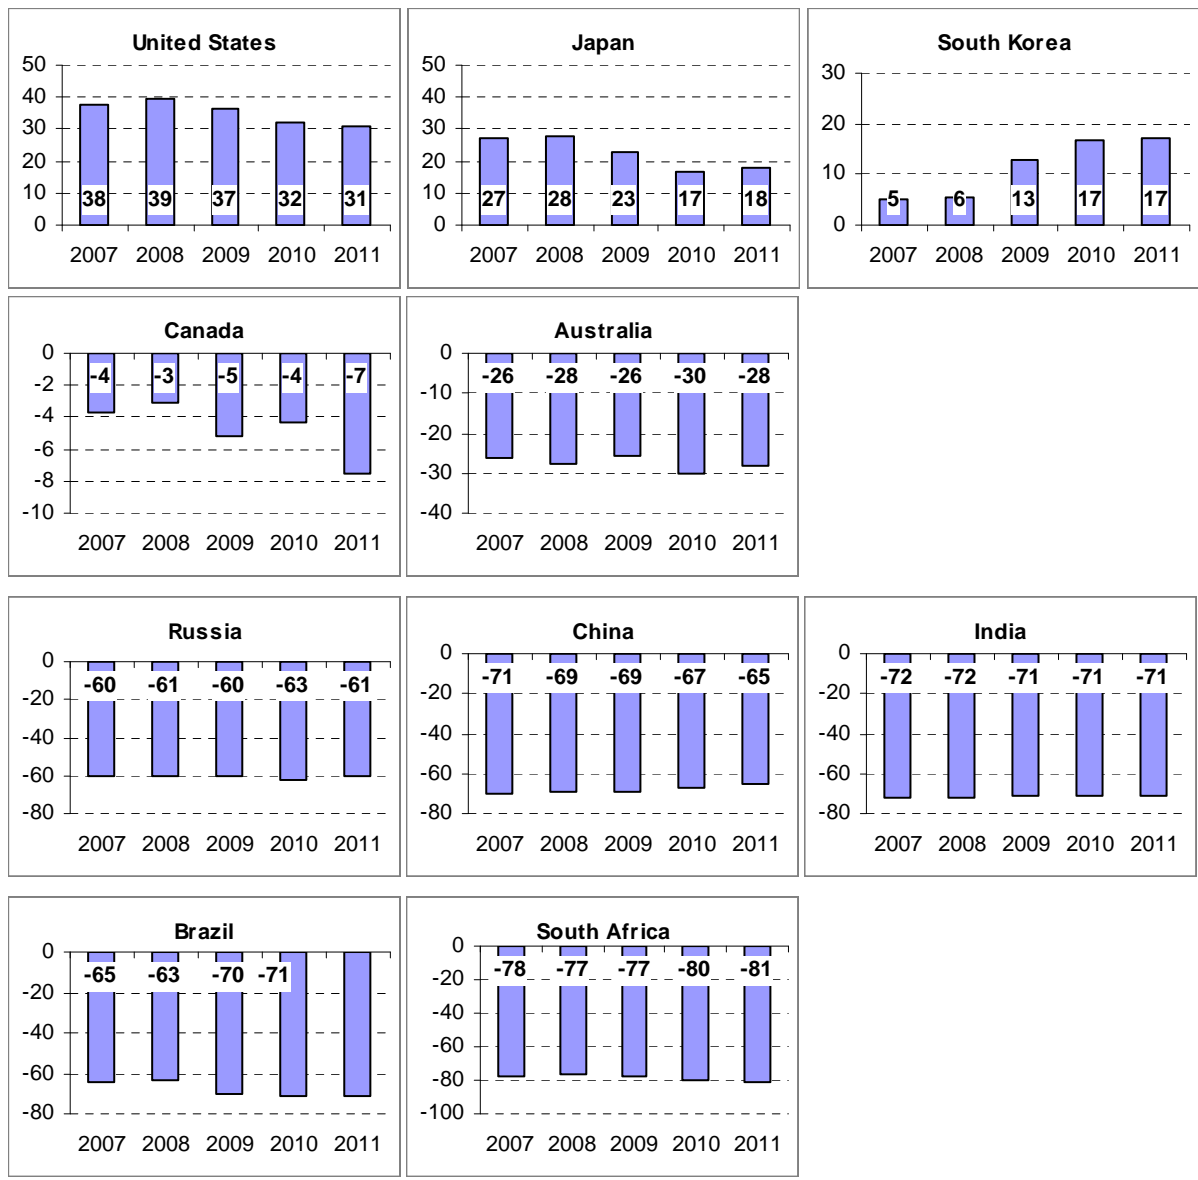 United States
50
40
30
20
10
0
38 39 37 32 31
2007 2008 2009 2010 2011
Japan
50
40
30
20
10
0
27 28 23 17 18
2007 2008 2009 2010 2011
South Korea
30
20
10
0
5 6 13 17 17
2007 2008 2009 2010 2011
Canada
0
-2
-4
-6
-8
-10
-4 -3 -5 -4 -7
2007 2008 2009 2010 2011
Australia
0
-10
-20
-30
-40
-26 -28 -26 -30 -28
2007 2008 2009 2010 2011
Russia
0
-20
-40
-60
-80
-60 -61 -60 -63 -61
2007 2008 2009 2010 2011
China
0
-20
-40
-60
-80
-71 -69 -69 -67 -65
2007 2008 2009 2010 2011
India
0
-20
-40
-60
-80
-72 -72 -71 -71 -71
2007 2008 2009 2010 2011
Brazil
0
-20
-40
-60
-80
-65 -63 -70 -71
2007 2008 2009 2010 2011
South Africa
0
-20
-40
-60
-80
-100
-78 -77 -77 -80 -81
2007 2008 2009 2010 2011